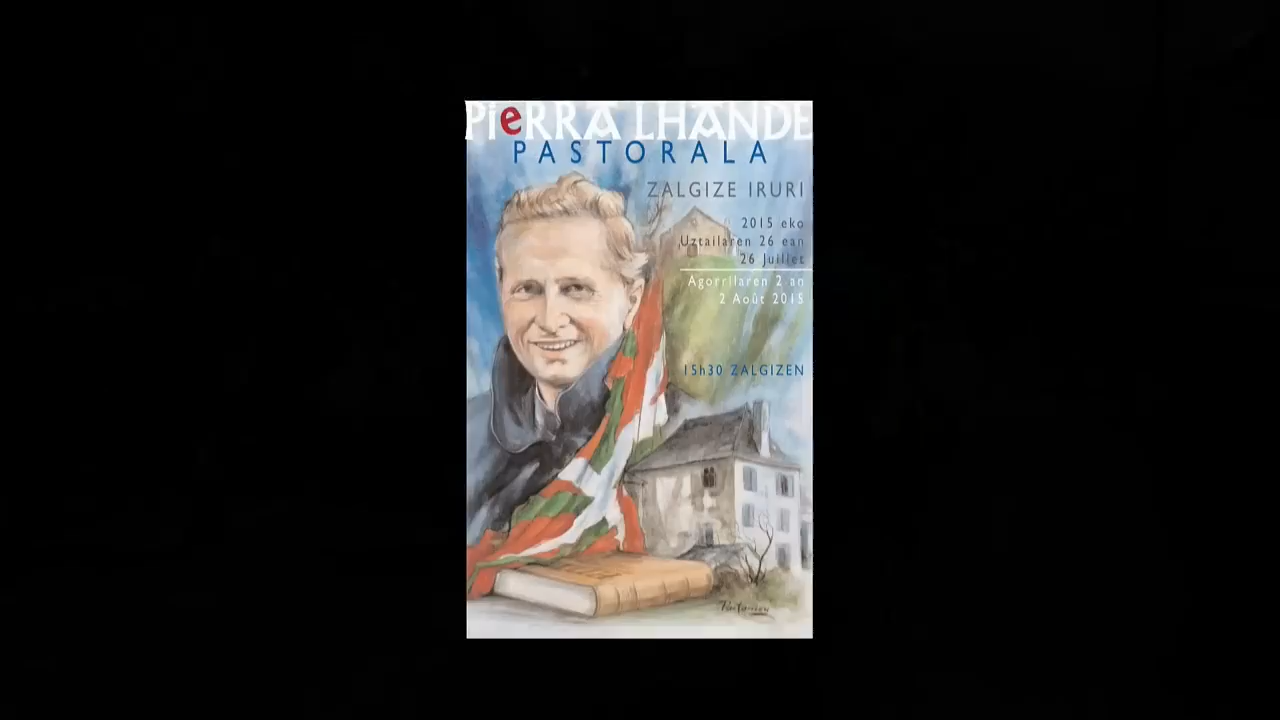 PieRRA LHANDE
PASTORALA
ZALGIZE IRURI
2015 eko
Uztailaren 26 ean
26 Juillet
Agorrilaren 2 an
2 Août 2015
15h30 ZALGIZEN